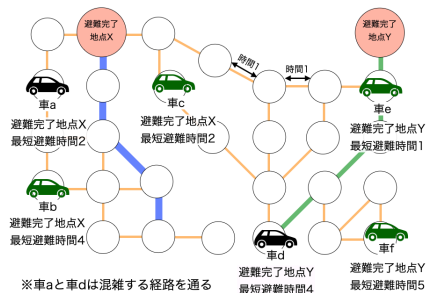 避難完了
地点X
避難完了
地点Y
時間1
時間1
車a
避難完了地点X
最短避難時間2
車c
避難完了地点X
最短避難時間2
車e
避難完了地点Y
最短避難時間1
車b
避難完了地点X
最短避難時間4
車d
避難完了地点Y
最短避難時間4
車f
避難完了地点Y
最短避難時間5
※車aと車dは混雑する経路を通る